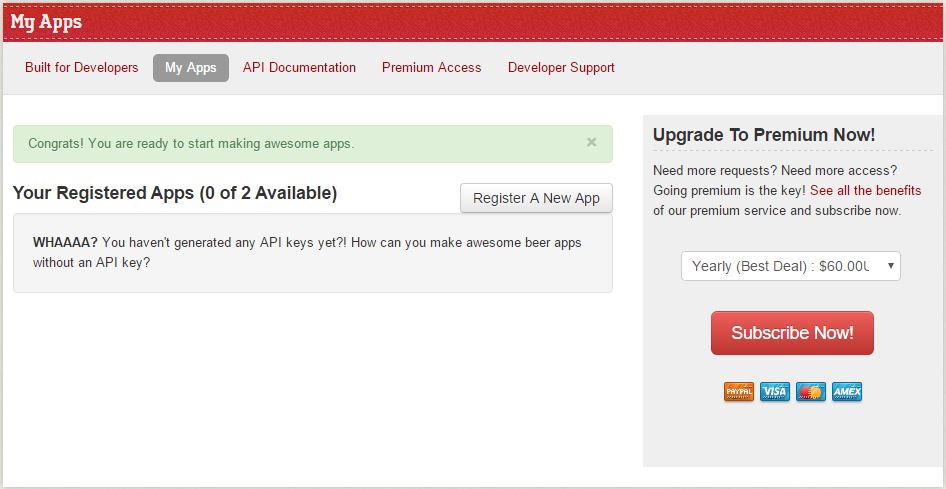 My Apps
Built for Developers
My Apps
API Documentation
Premium Access
Developer Support
Congrats! You are ready to start making awesome apps.
×
Your Registered Apps (0 of 2 Available)
Register A New App
WHAAAA? You haven't generated any API keys yet?! How can you make awesome beer apps
without an API key?
Upgrade To Premium Now!
Need more requests? Need more access?
Going premium is the key! See all the benefits
of our premium service and subscribe now.
Yearly (Best Deal) : $60.00U
Subscribe Now!
PAYPAL
VISA
AMEX